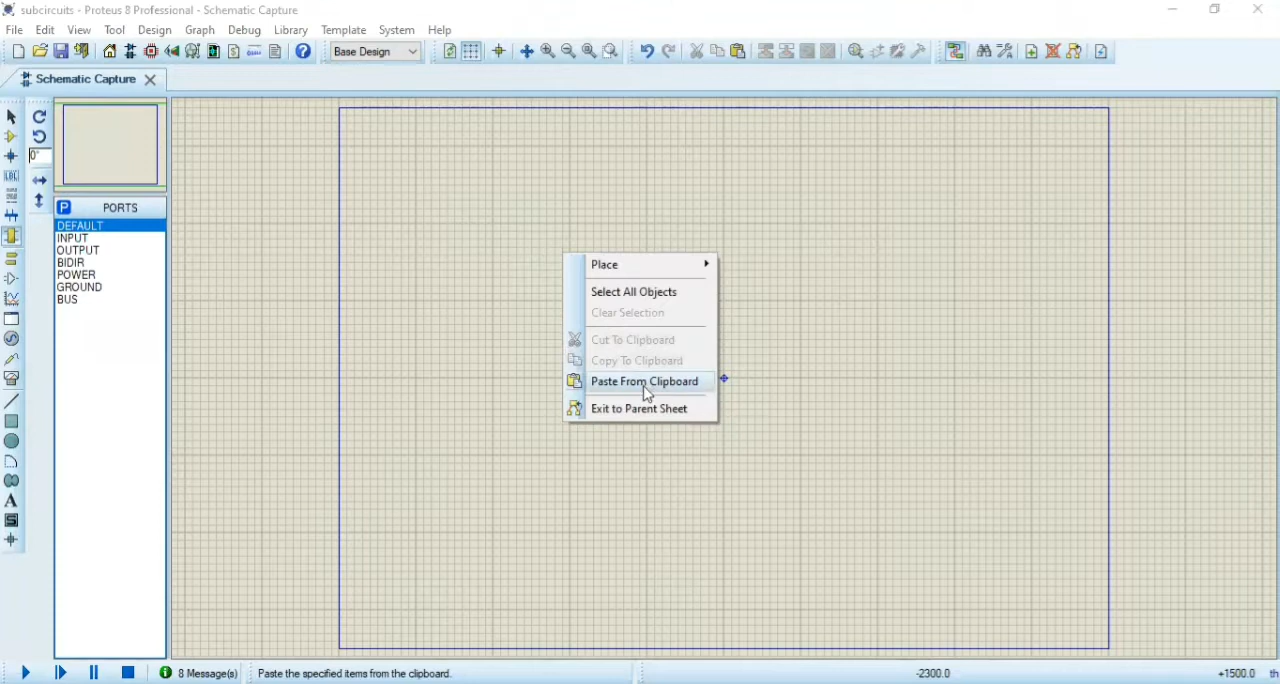 subcircuits - Proteus 8 Professional - Schematic Capture
File Edit View Tool Design Graph Debug Library Template System Help
Base Design
Schematic Capture
0°
LBL
P PORTS
DEFAULT
INPUT
OUTPUT
BIDIR
POWER
GROUND
BUS
Place
Select All Objects
Clear Selection
Cut To Clipboard
Copy To Clipboard
Paste From Clipboard
Exit to Parent Sheet
A
S
8 Message(s) Paste the specified items from the clipboard. -2300.0 +1500.0 th